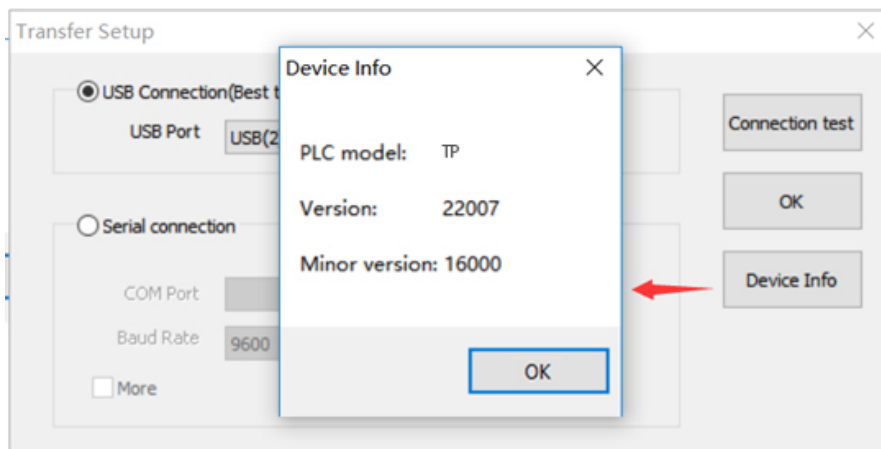 Transfer Setup
USB Connection(Best t
USB Port
USB(2
Serial connection
COM Port
Baud Rate
9600
More
Device Info
PLC model: TP
Version: 22007
Minor version: 16000
OK
Connection test
OK
Device Info